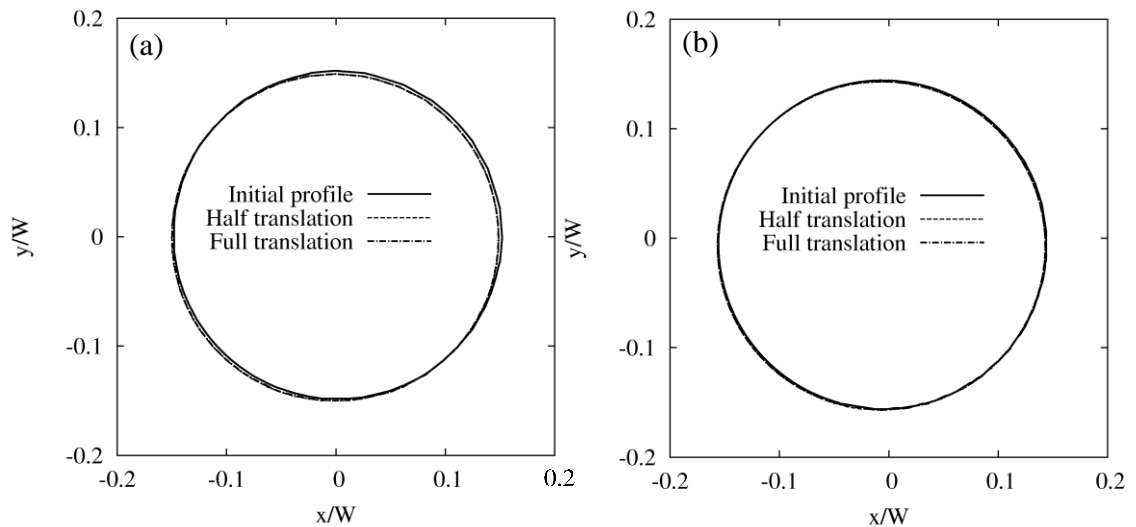 (a)
0.2
0.1
0
-0.1
-0.2
y/W
Initial profile
Half translation
Full translation
-0.2
-0.1
0
0.1
0.2
x/W
(b)
0.2
0.1
0
-0.1
-0.2
y/W
Initial profile
Half translation
Full translation
-0.2
-0.1
0
0.1
0.2
x/W